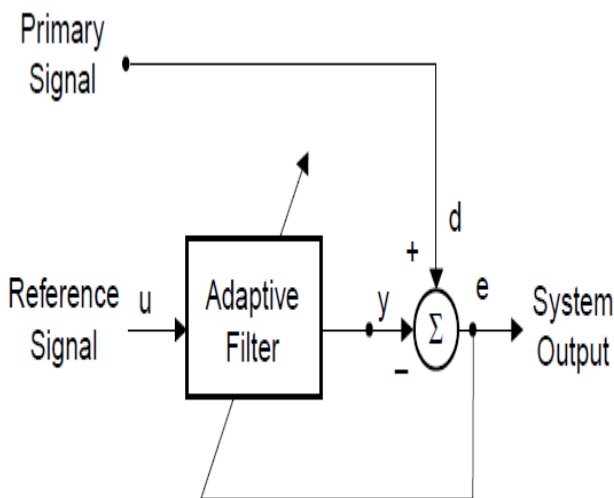 Primary
Signal
d
+
Reference
Signal
u
Adaptive
Filter
y
−
Σ
e
System
Output